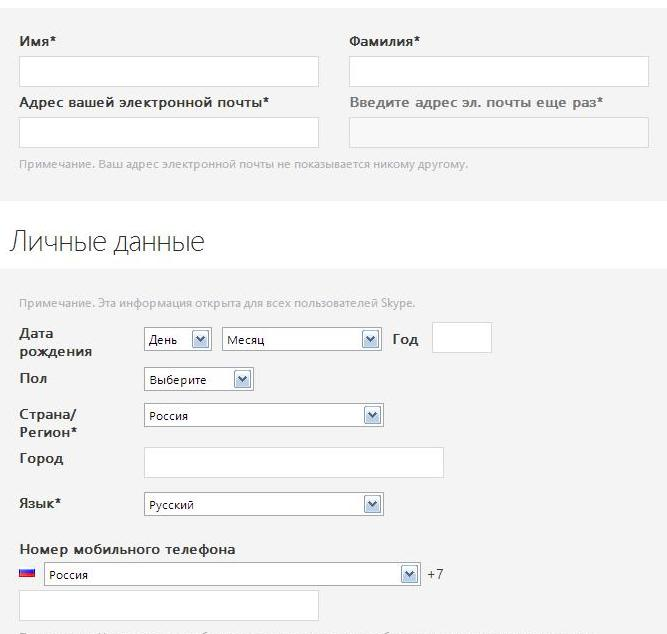 Имя* Фамилия*
Адрес вашей электронной почты* Введите адрес эл. почты еще раз*
Примечание. Ваш адрес электронной почты не показывается никому другому.
Личные данные
Примечание. Эта информация открыта для всех пользователей Skype.
Дата
рождения День Месяц Год
Пол Выберите
Страна/
Регион* Россия
Город
Язык* Русский
Номер мобильного телефона
Россия +7